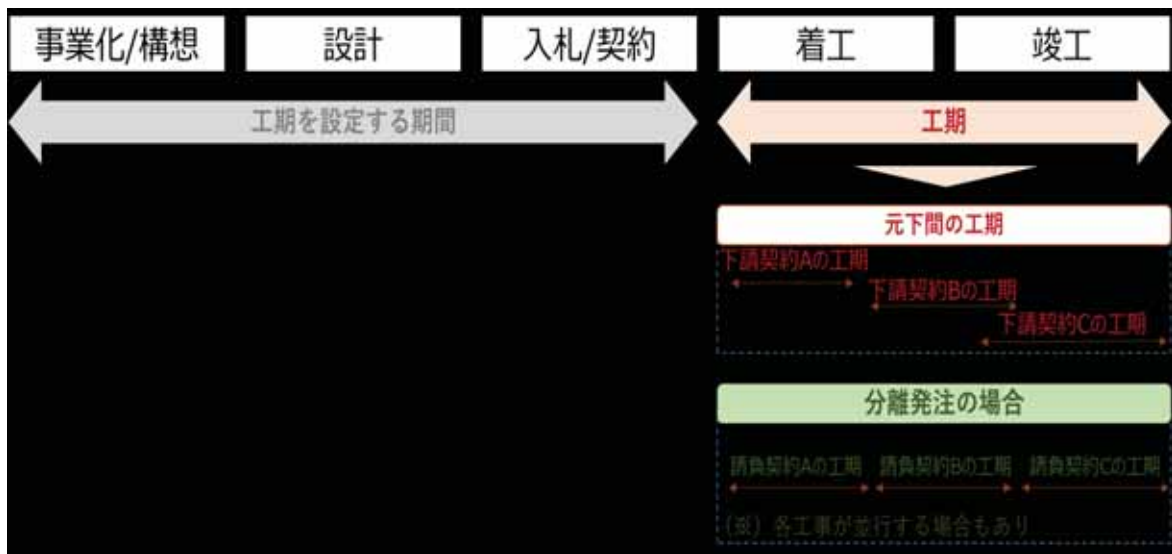 事業化/構想 設計 入札/契約 着工 竣工
工期を設定する期間 工期
元下間の工期
下請契約Aの工期
下請契約Bの工期
下請契約Cの工期
分離発注の場合
請負契約Aの工期 請負契約Bの工期 請負契約Cの工期
(※) 各工事が並行する場合もあり